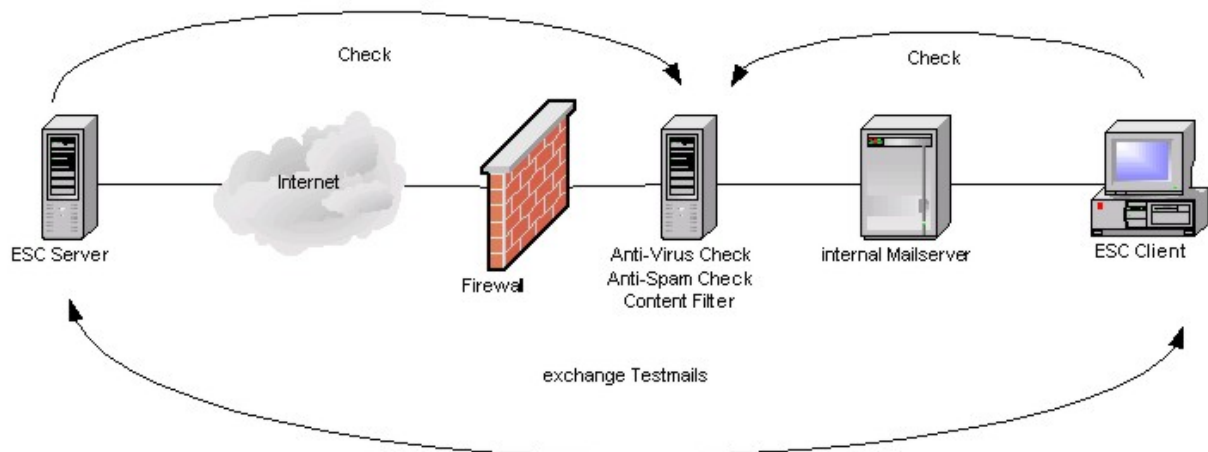 Check
Check
Internet
ESC Server
Firewal
Anti-Virus Check
Anti-Spam Check
Content Filter
internal Mailserver
ESC Client
exchange Testmails